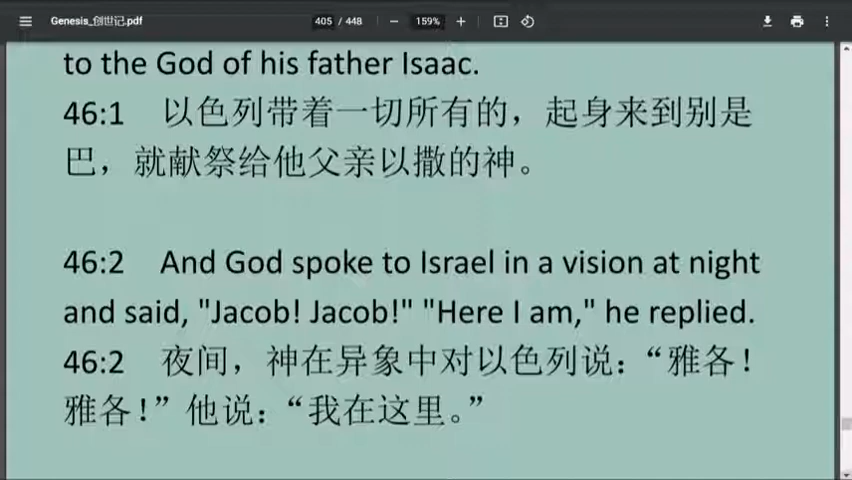 Genesis_创世记.pdf 405 / 448 159%
to the God of his father Isaac.
46:1 以色列带着一切所有的，起身来到别是
巴，就献祭给他父亲以撒的神。
46:2 And God spoke to Israel in a vision at night
and said, "Jacob! Jacob!" "Here I am," he replied.
46:2 夜间，神在异象中对以色列说：“雅各！
雅各！”他说：“我在这里。”